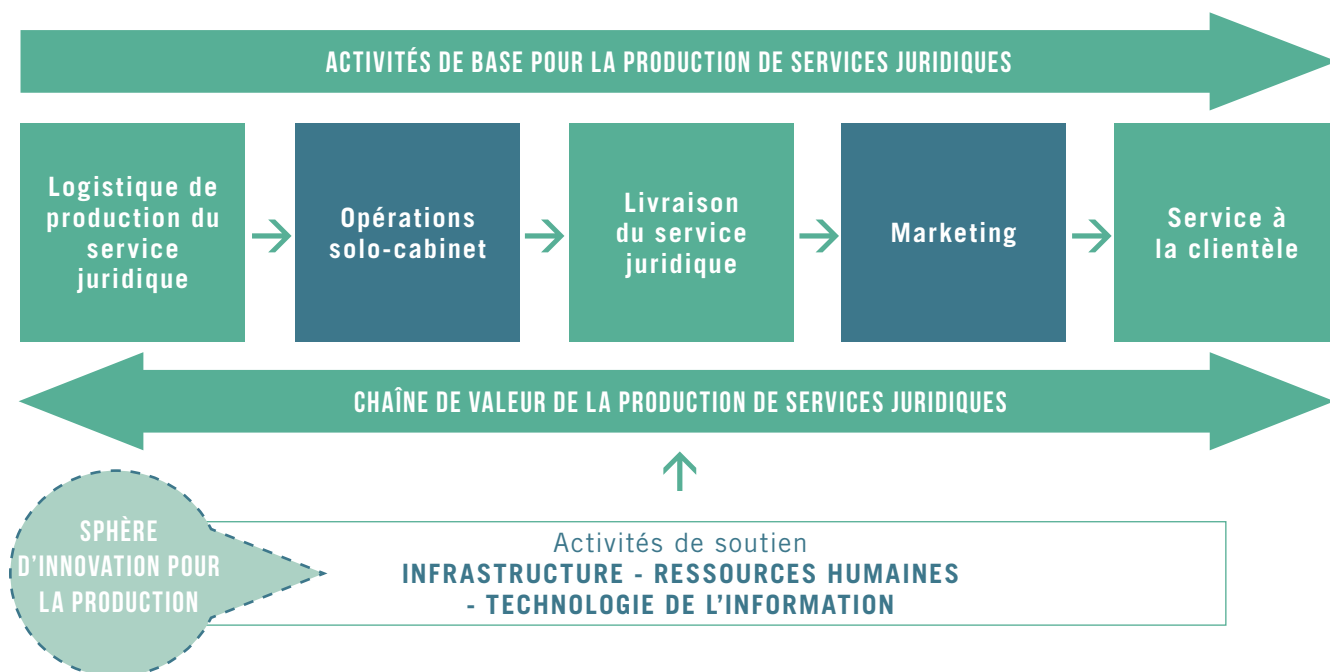 ACTIVITÉS DE BASE POUR LA PRODUCTION DE SERVICES JURIDIQUES
Logistique de
production du
service
juridique
Opérations
solo-cabinet
Livraison
du service
juridique
Marketing
Service à
la clientèle
CHAÎNE DE VALEUR DE LA PRODUCTION DE SERVICES JURIDIQUES
SPHÈRE
D'INNOVATION POUR
LA PRODUCTION
Activités de soutien
INFRASTRUCTURE - RESSOURCES HUMAINES
- TECHNOLOGIE DE L'INFORMATION